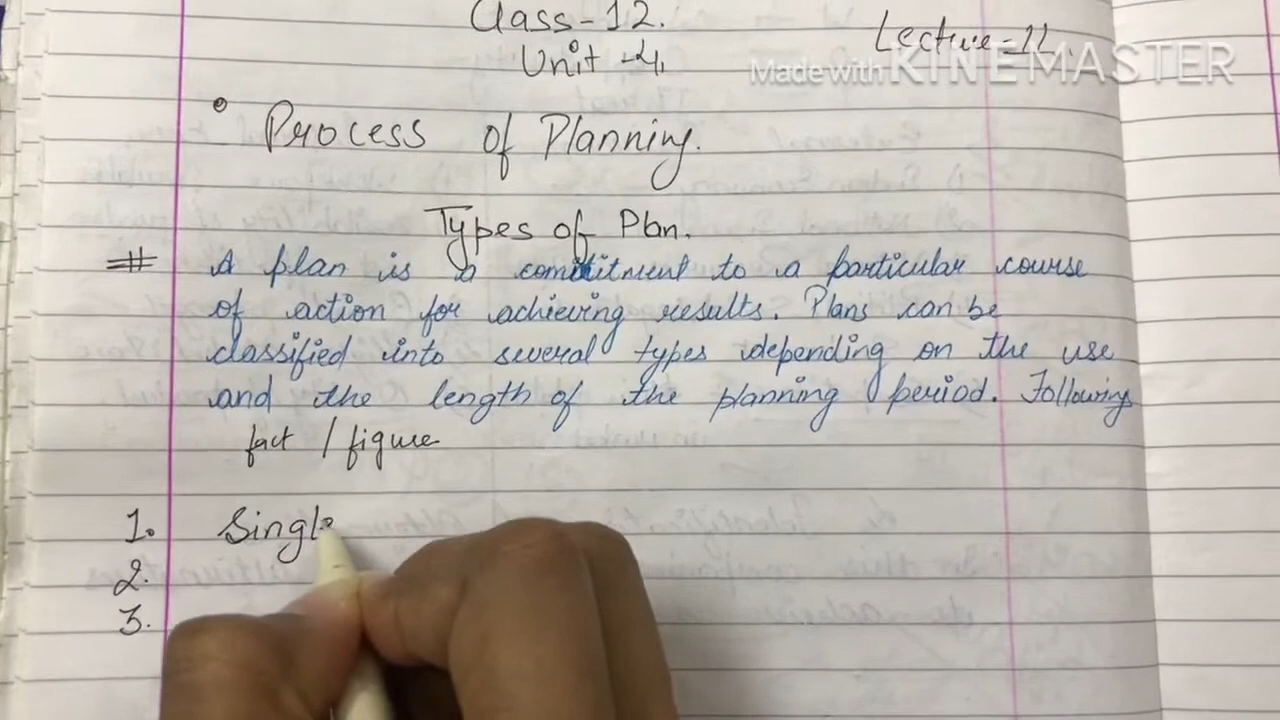 Class-12.
Lecture-11.
Unit-4,
Made with KINEMASTER
• Process of Planning.
Types of Plan.
# A plan is a comitment to a particular course
of action for achieving results. Plans can be
classified into several types depending on the use
and the length of the planning period. Following
fact / figure
1. Single
2.
3.